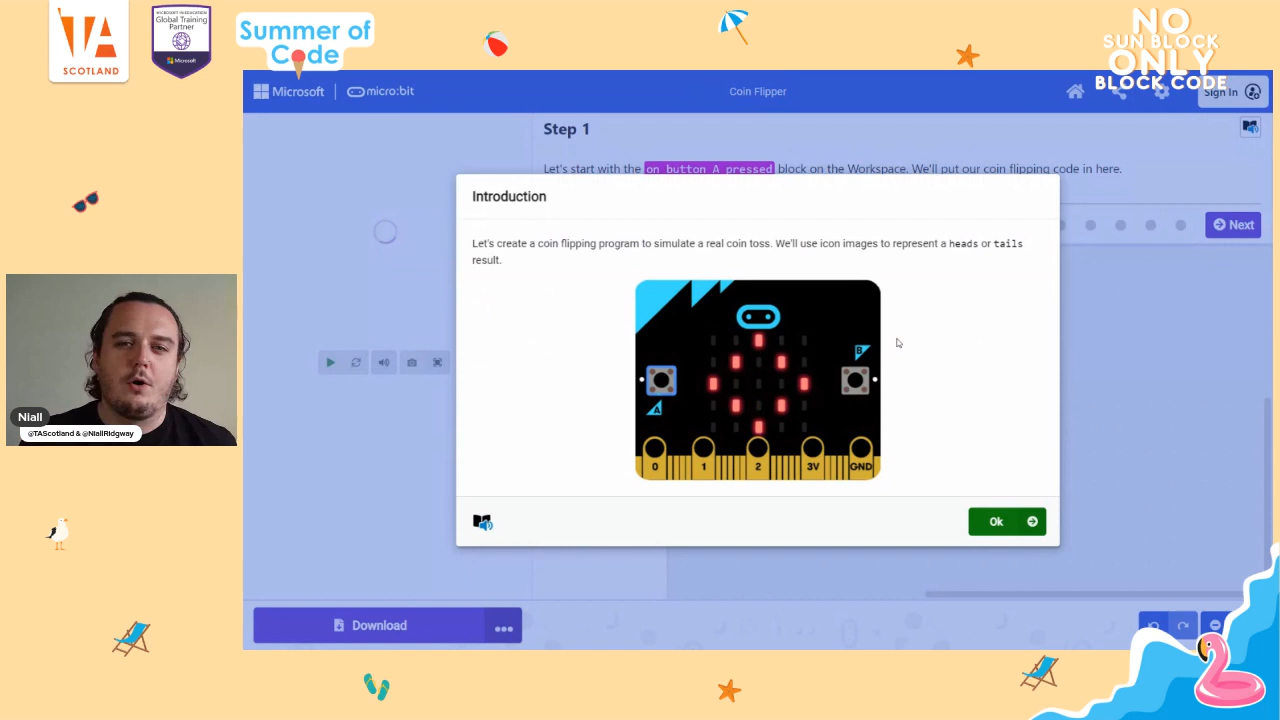 TA
SCOTLAND
MICROSOFT IN EDUCATION
Global Training
Partner
Microsoft
Summer of
Code
NO
SUN BLOCK
ONLY
BLOCK CODE
Microsoft
micro:bit
Coin Flipper
Sign In
Step 1
Let's start with the on button A pressed block on the Workspace. We'll put our coin flipping code in here.
Next
Introduction
Let's create a coin flipping program to simulate a real coin toss. We'll use icon images to represent a heads or tails
result.
A
B
0 1 2 3V GND
Ok
Niall
@TAScotland & @NiallRidgway
Download